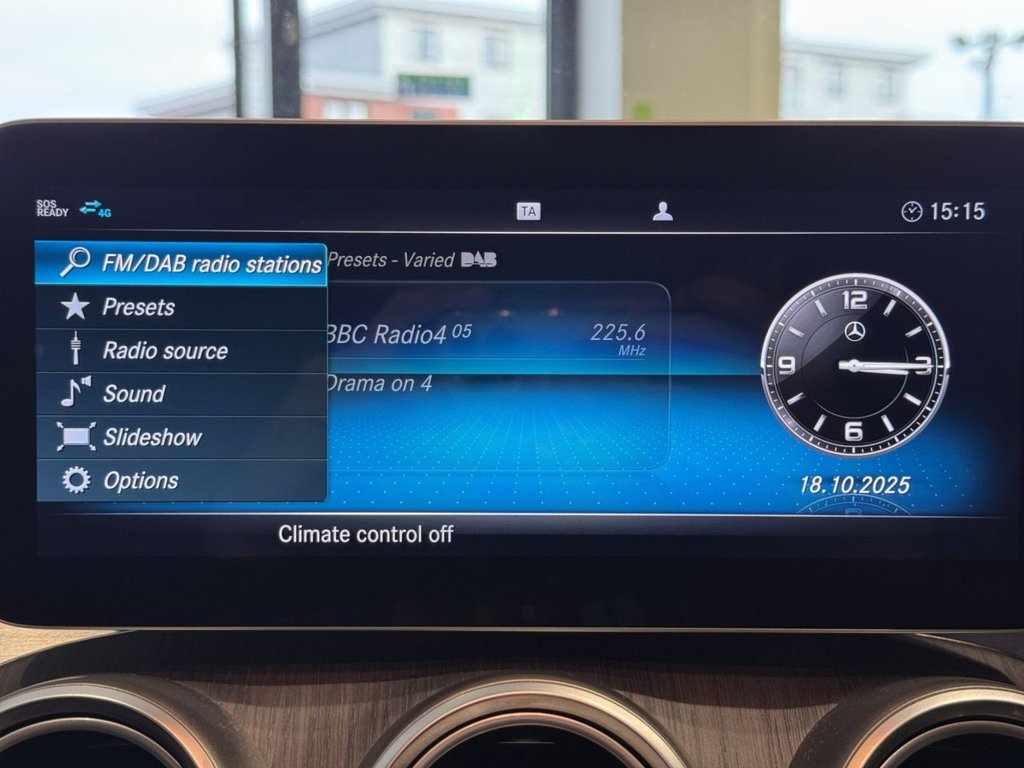 SOS
READY
4G
TA
15:15
FM/DAB radio stations
Presets - Varied DAB
Presets
BBC Radio4 05
225.6
MHz
Radio source
Drama on 4
Sound
Slideshow
Options
12
9
3
6
18.10.2025
Climate control off